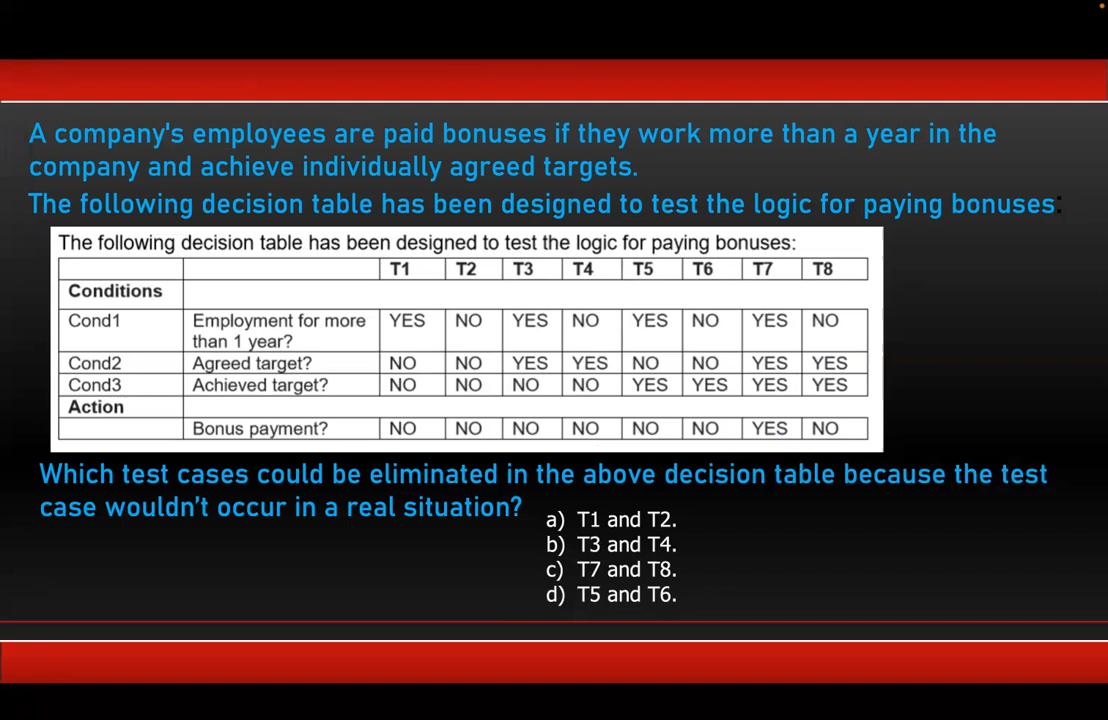 A company's employees are paid bonuses if they work more than a year in the
company and achieve individually agreed targets.
The following decision table has been designed to test the logic for paying bonuses:
The following decision table has been designed to test the logic for paying bonuses:
T1 T2 T3 T4 T5 T6 T7 T8
Conditions
Cond1 Employment for more YES NO YES NO YES NO YES NO
than 1 year?
Cond2 Agreed target? NO NO YES YES NO NO YES YES
Cond3 Achieved target? NO NO NO NO YES YES YES YES
Action
Bonus payment? NO NO NO NO NO NO YES NO
Which test cases could be eliminated in the above decision table because the test
case wouldn't occur in a real situation?
a) T1 and T2.
b) T3 and T4.
c) T7 and T8.
d) T5 and T6.